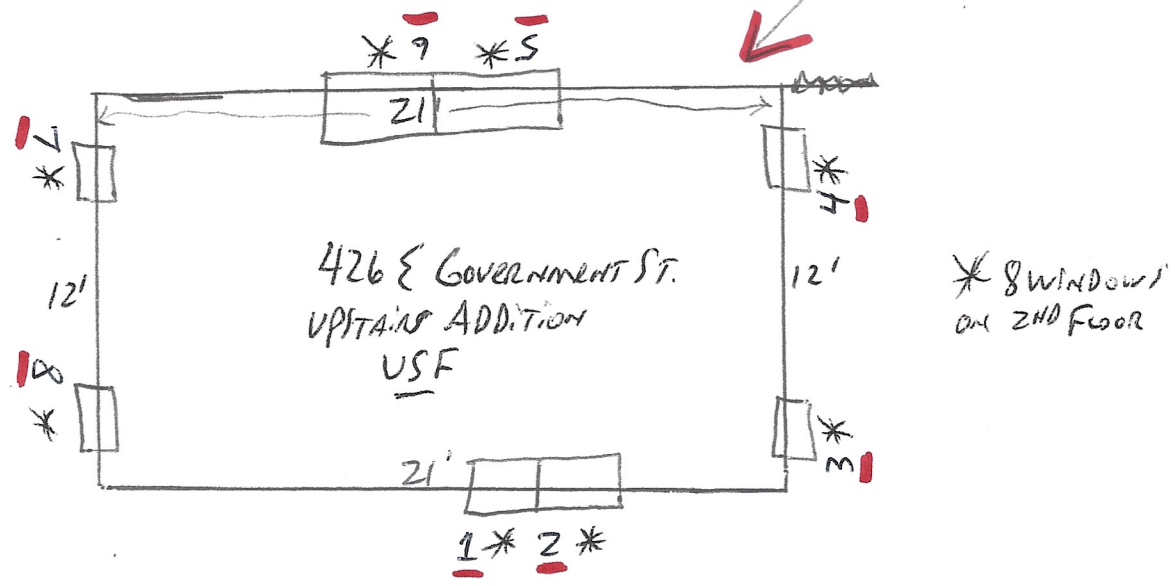 * 6 * 5
21'
7 *
* 4
426 E GOVERNMENT ST.
UPSTAIRS ADDITION
USF
12'
12'
* 8 WINDOWS
ON 2ND FLOOR
8 *
* 3
21'
1 * 2 *